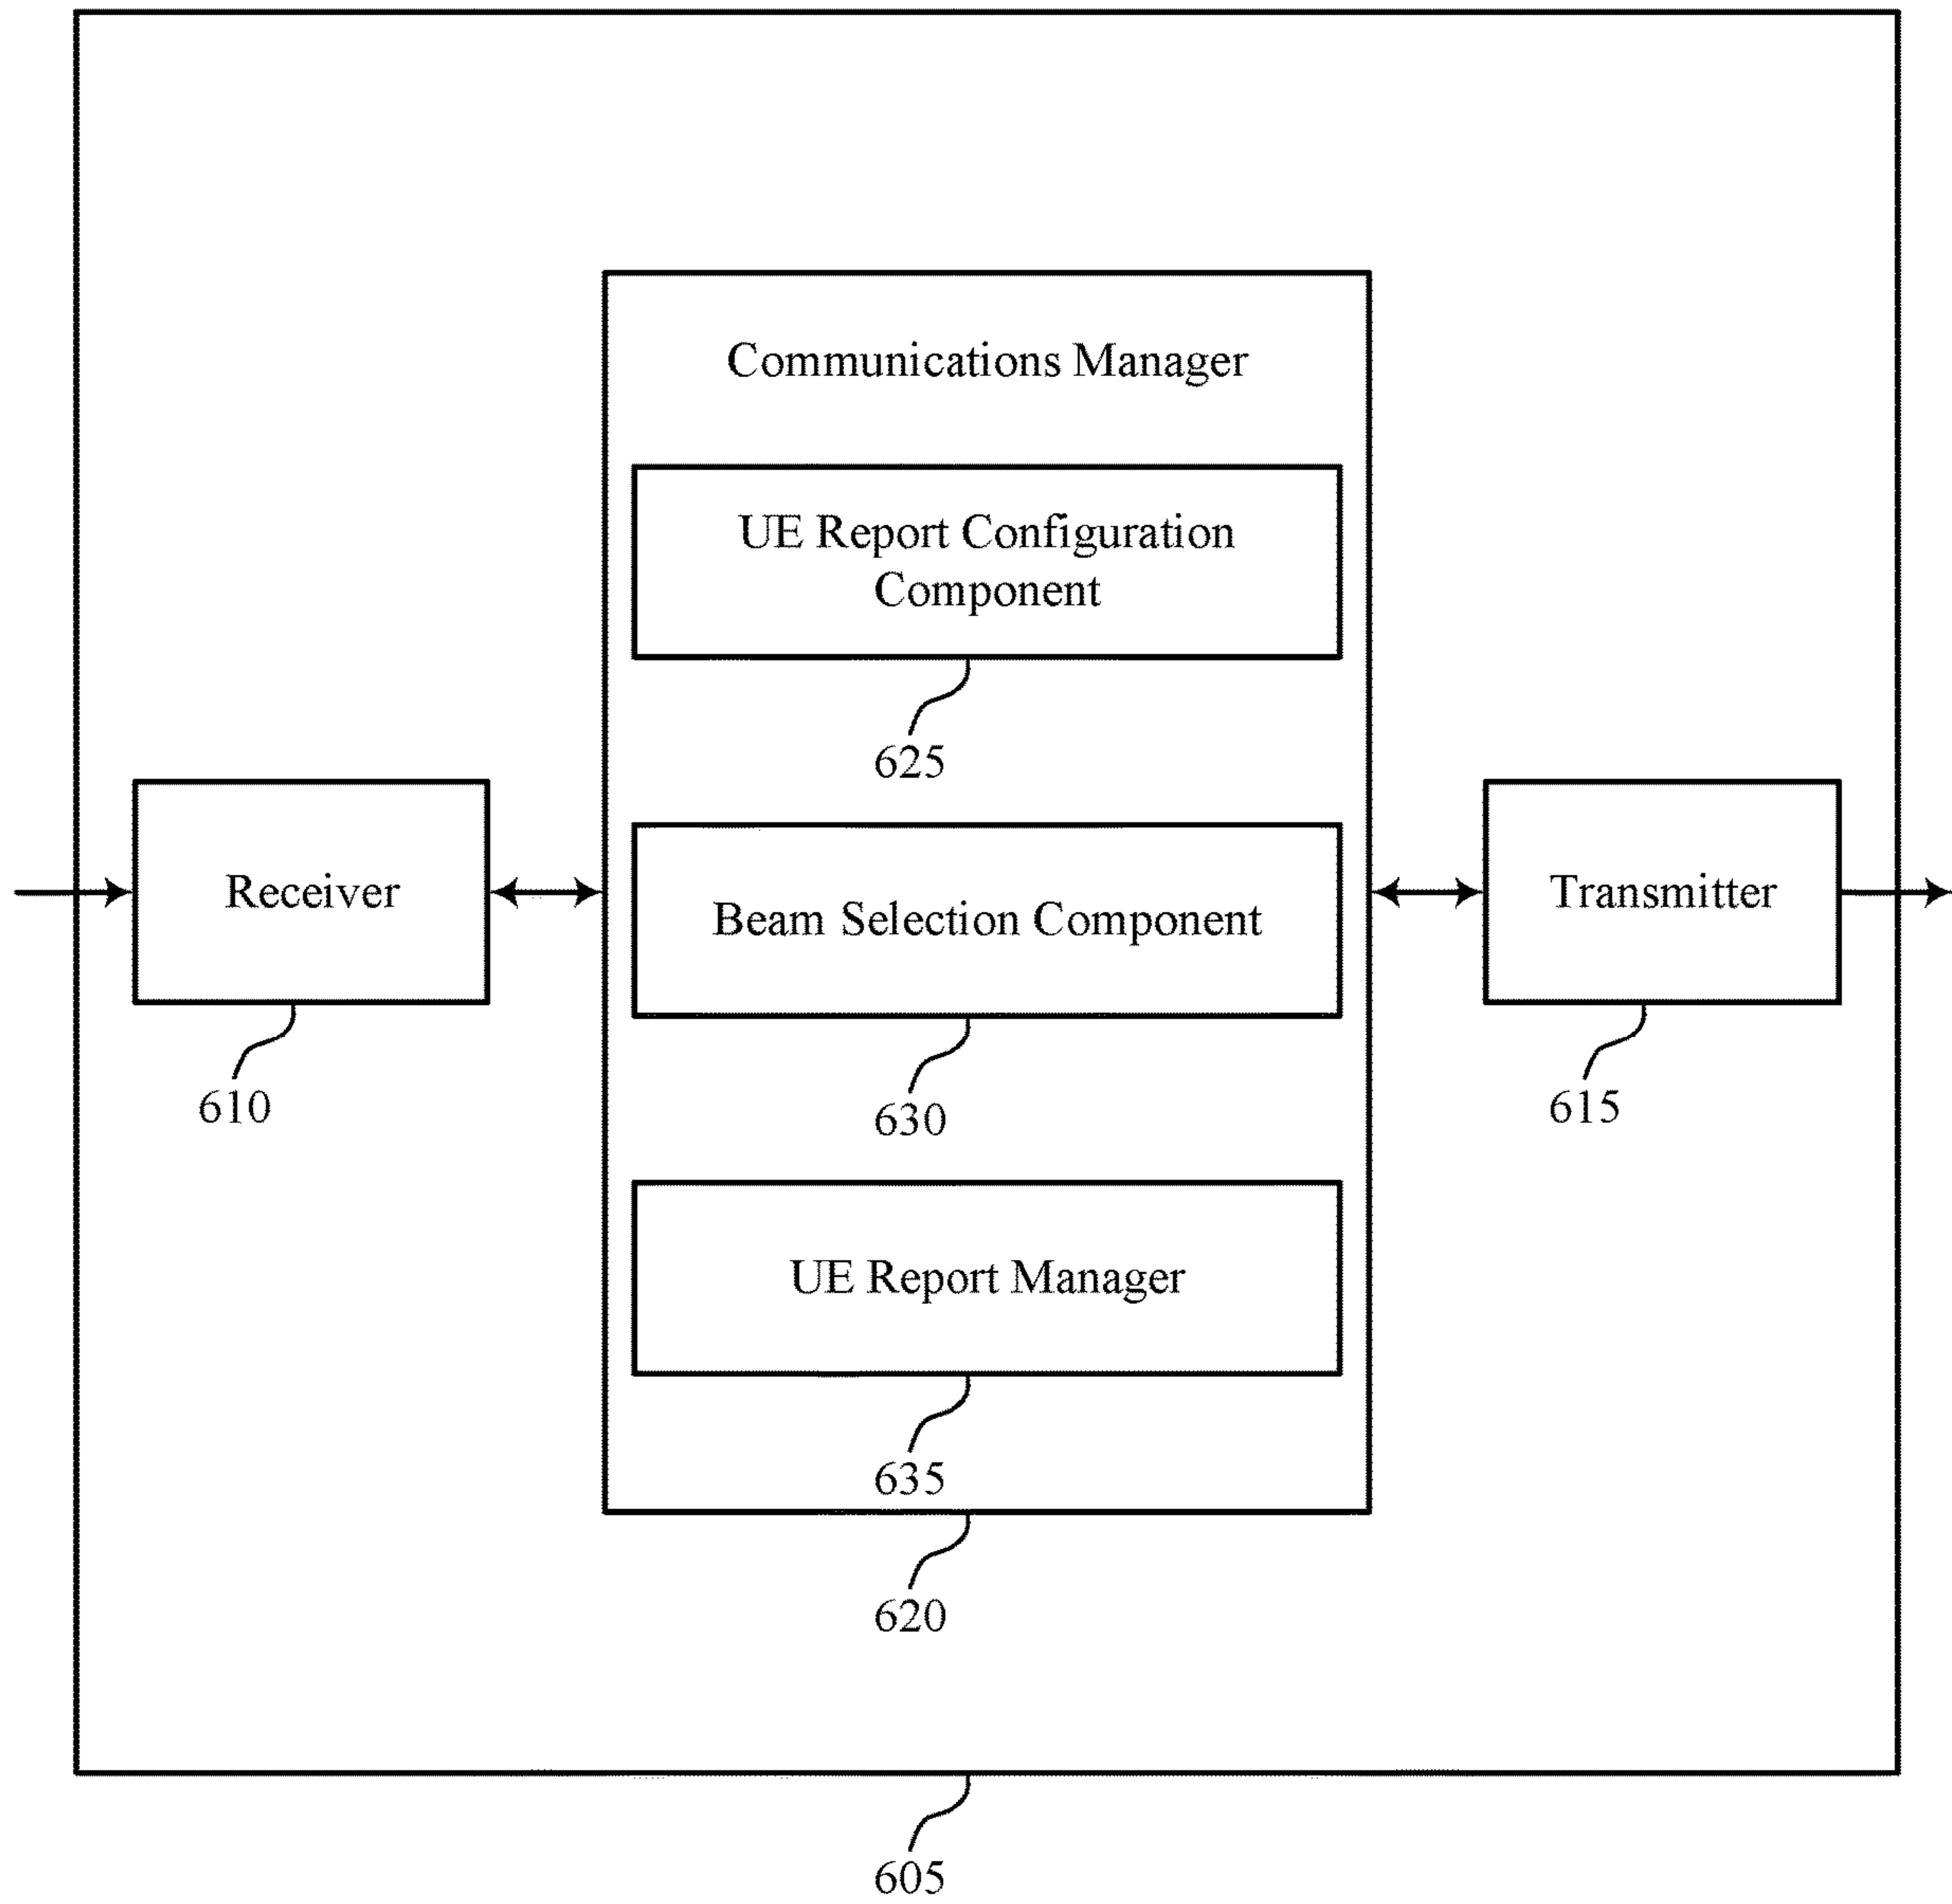 Communications Manager
UE Report Configuration
Component
625
Receiver
Beam Selection Component
Transmitter
610
630
615
UE Report Manager
635
620
605